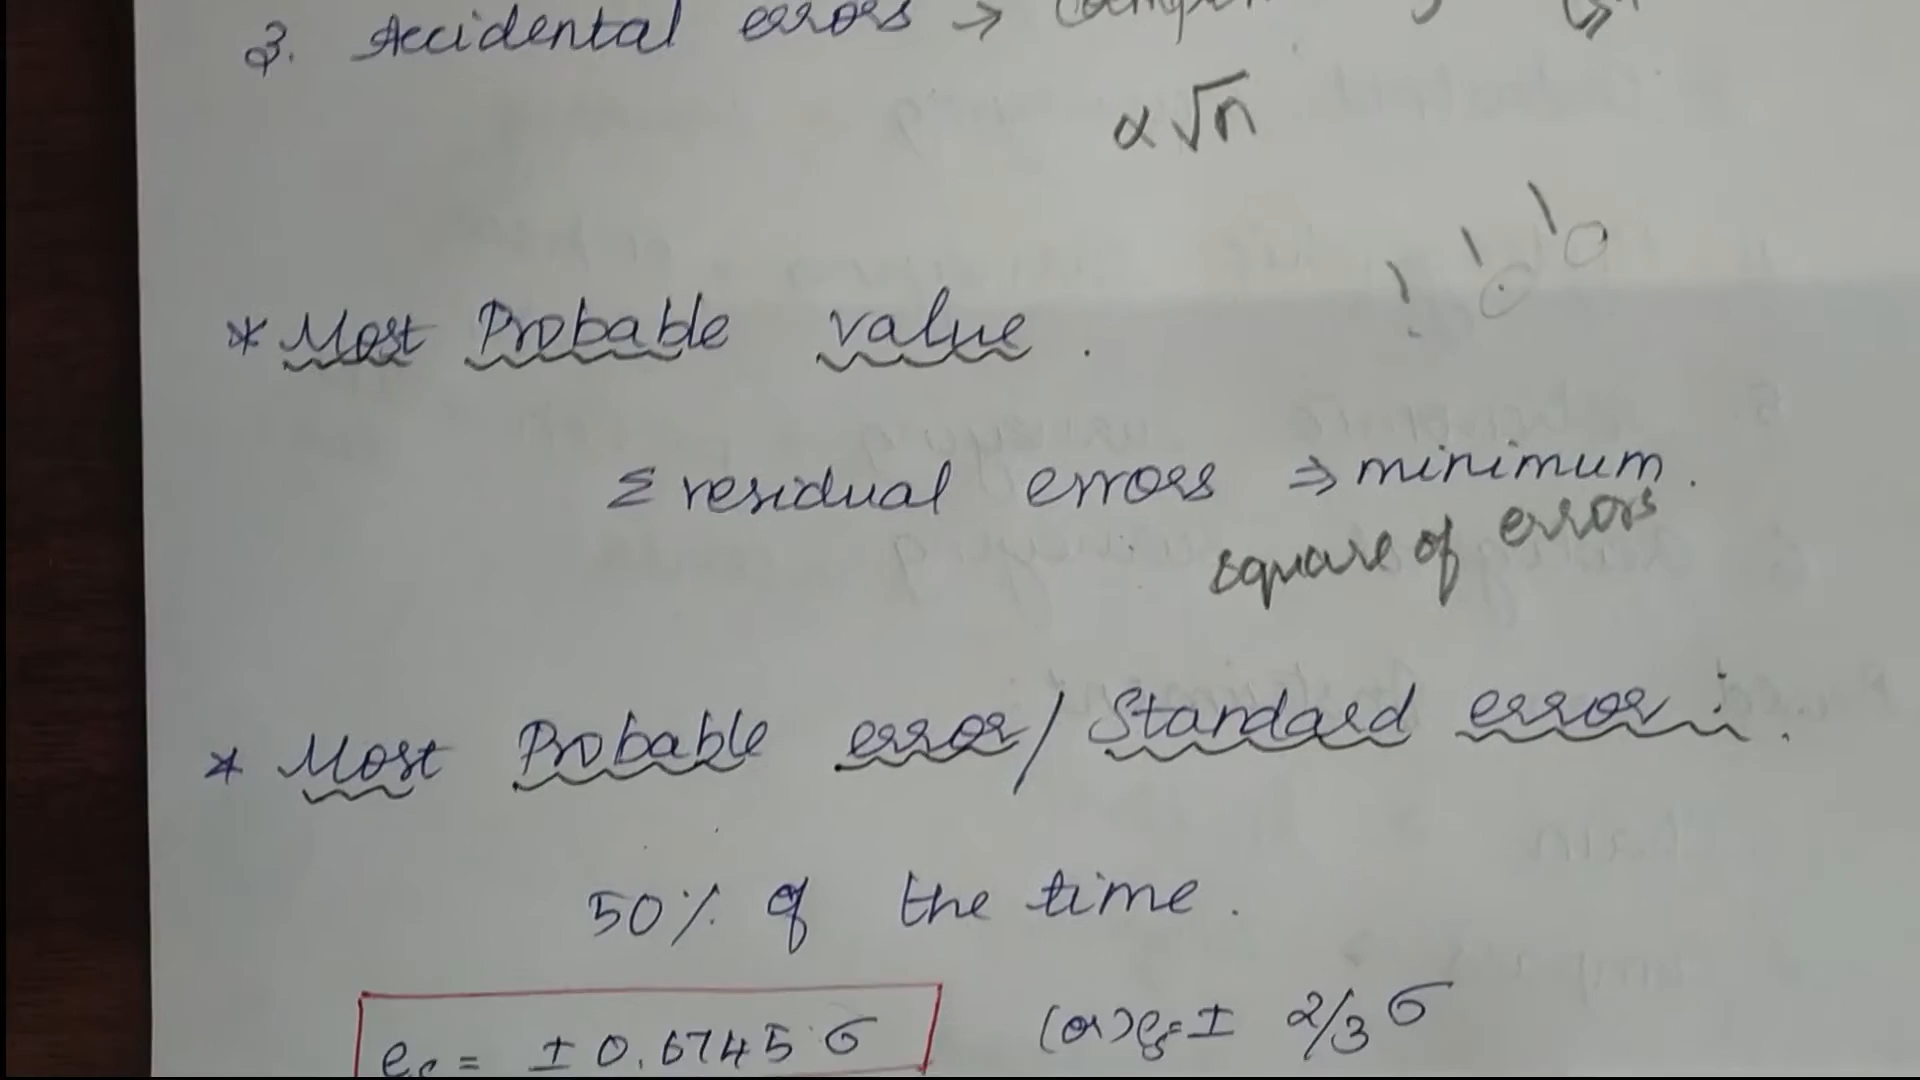 3. Accidental errors →
α √n
* Most Probable value .
Σ residual errors ⇒ minimum .
square of errors
* Most Probable error / Standard error :
50% of the time .
= ± 0.6745 σ (or) = ± 2/3 σ